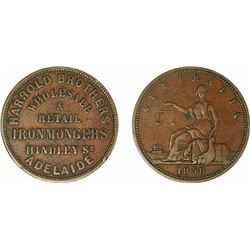 HARROLD BROTHERS
WHOLESALE
&
RETAIL
IRONMONGERS
HINDLEY ST
ADELAIDE
AUSTRALIA
1858